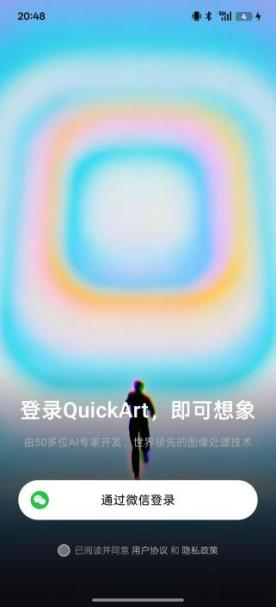 20:48
4
登录QuickArt，即可想象
由50多位AI专家开发，世界领先的图像处理技术
通过微信登录
已阅读并同意 用户协议 和 隐私政策